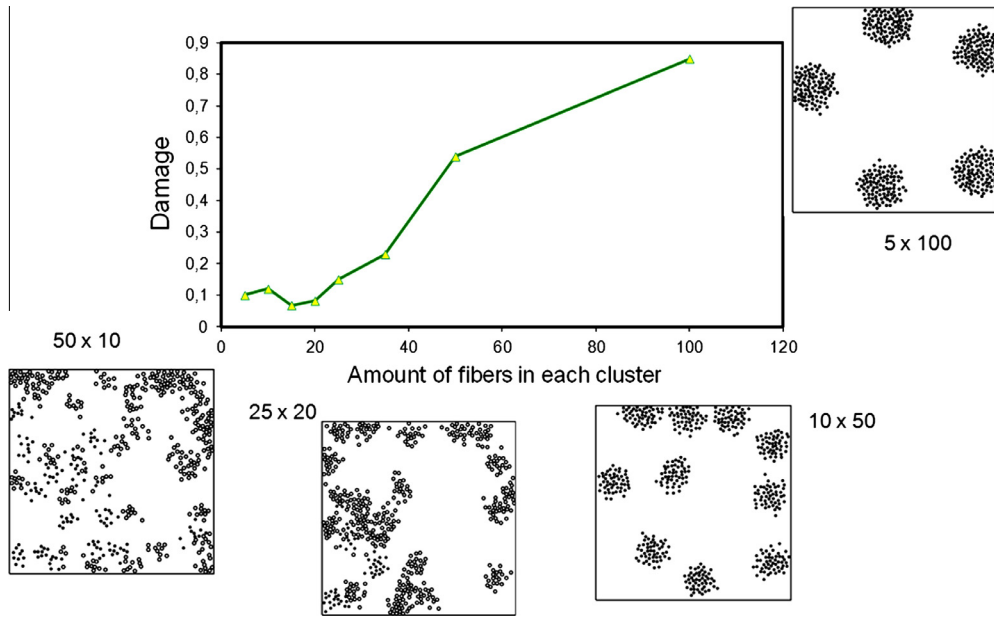 0,9
0,8
0,7
0,6
0,5
0,4
0,3
0,2
0,1
0
Damage
0 20 40 60 80 100 120
Amount of fibers in each cluster
5 x 100
50 x 10
25 x 20
10 x 50